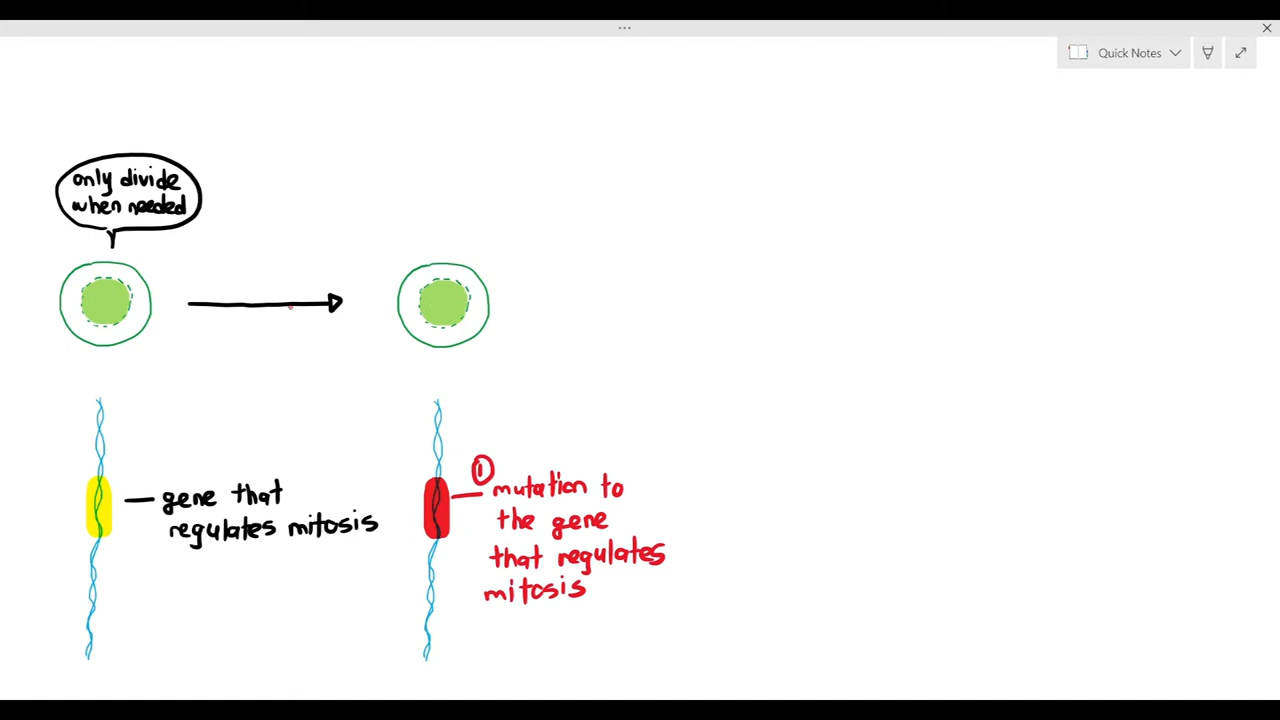 Quick Notes
only divide
when needed
gene that
regulates mitosis
①
mutation to
the gene
that regulates
mitosis